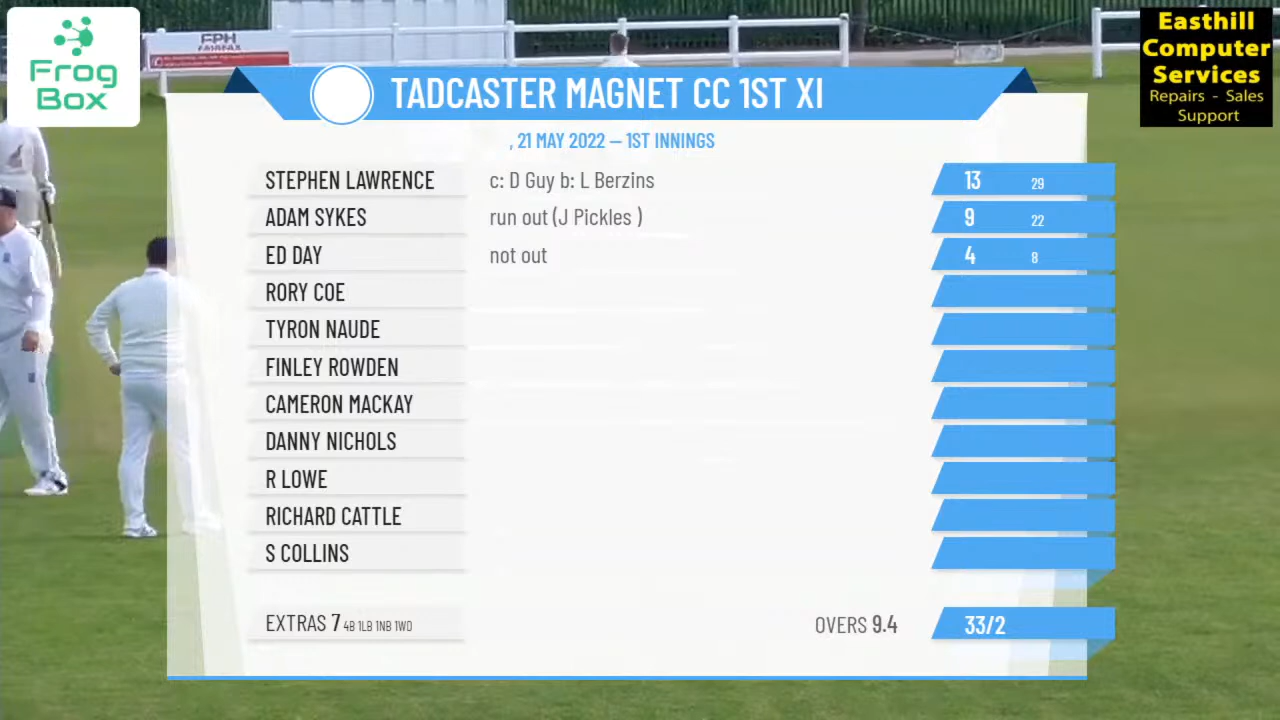 Frog
Box
FPH
FAIRFAX
Easthill
Computer
Services
Repairs - Sales
Support
TADCASTER MAGNET CC 1ST XI
, 21 MAY 2022 – 1ST INNINGS
STEPHEN LAWRENCE c: D Guy b: L Berzins 13 29
ADAM SYKES run out (J Pickles ) 9 22
ED DAY not out 4 8
RORY COE
TYRON NAUDE
FINLEY ROWDEN
CAMERON MACKAY
DANNY NICHOLS
R LOWE
RICHARD CATTLE
S COLLINS
EXTRAS 7 4B 1LB 1NB 1WD OVERS 9.4 33/2